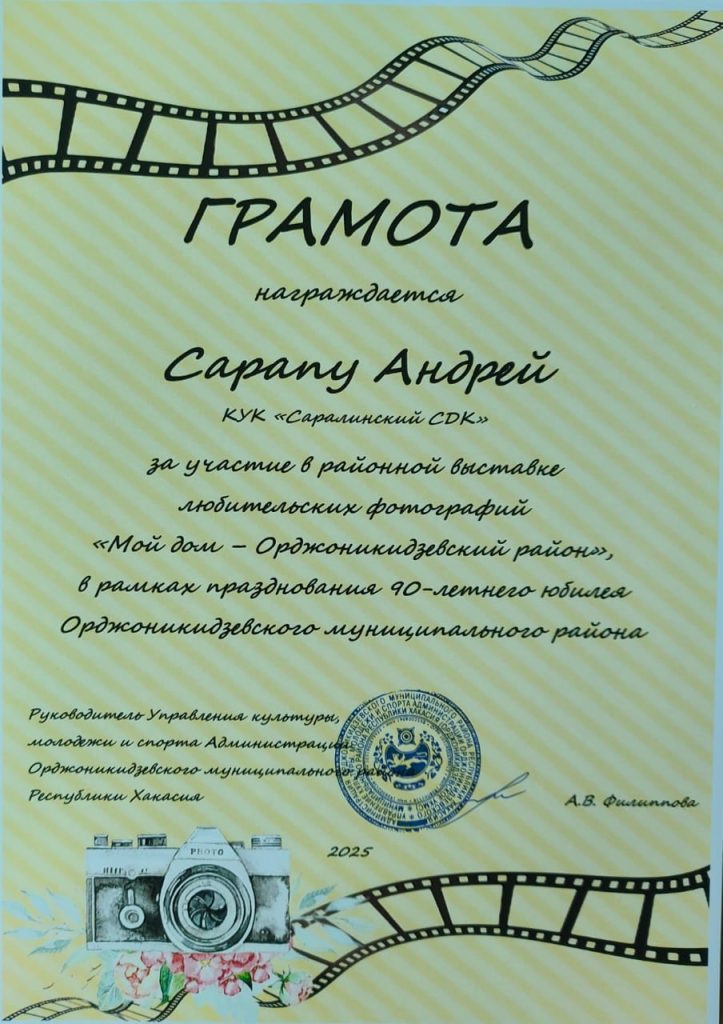 ГРАМОТА
награждается
Сарапу Андрей
КУК «Саралинский СДК»
за участие в районной выставке
любительских фотографий
«Мой дом – Орджоникидзевский район»,
в рамках празднования 90-летнего юбилея
Орджоникидзевского муниципального района
Руководитель Управления культуры,
молодежи и спорта Администрации
Орджоникидзевского муниципального района
Республики Хакасия
А.В. Филиппова
PHOTO
2025